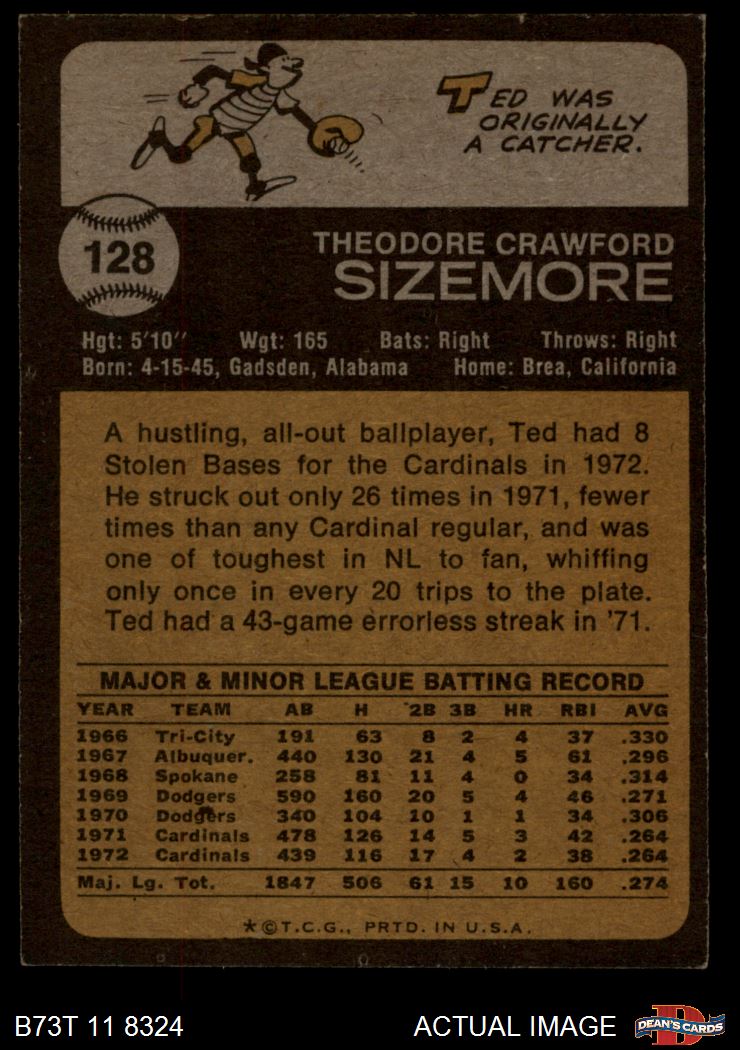 TED WAS
ORIGINALLY
A CATCHER.
128
THEODORE CRAWFORD
SIZEMORE
Hgt: 5'10" Wgt: 165 Bats: Right Throws: Right
Born: 4-15-45, Gadsden, Alabama Home: Brea, California
A hustling, all-out ballplayer, Ted had 8
Stolen Bases for the Cardinals in 1972.
He struck out only 26 times in 1971, fewer
times than any Cardinal regular, and was
one of toughest in NL to fan, whiffing
only once in every 20 trips to the plate.
Ted had a 43-game errorless streak in '71.
MAJOR & MINOR LEAGUE BATTING RECORD
YEAR TEAM AB H 2B 3B HR RBI AVG
1966 Tri-City 191 63 8 2 4 37 .330
1967 Albuquer. 440 130 21 4 5 61 .296
1968 Spokane 258 81 11 4 0 34 .314
1969 Dodgers 590 160 20 5 4 46 .271
1970 Dodgers 340 104 10 1 1 34 .306
1971 Cardinals 478 126 14 5 3 42 .264
1972 Cardinals 439 116 17 4 2 38 .264
Maj. Lg. Tot. 1847 506 61 15 10 160 .274
*©T.C.G., PRTD. IN U.S.A.
B73T 11 8324 ACTUAL IMAGE
D
DEAN'S CARDS